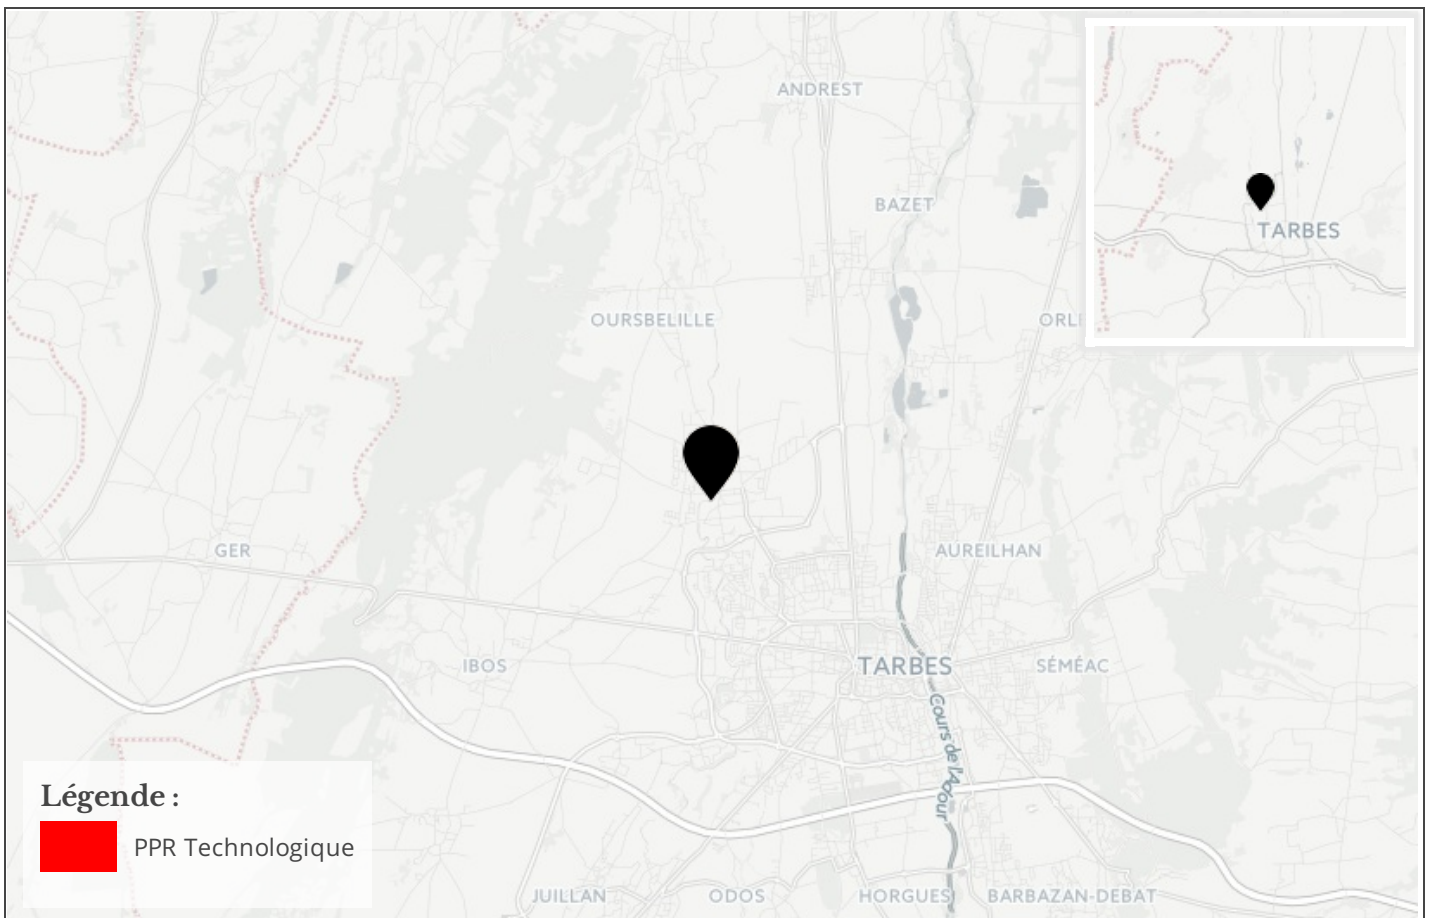 ANDREST
BAZET
TARBES
OURSBELILLE
ORLE
GER
AUREILHAN
IBOS
TARBES
SÉMÉAC
Cours de l'Adour
Légende :
PPR Technologique
JUILLAN
ODOS
HORGUES
BARBAZAN-DEBAT